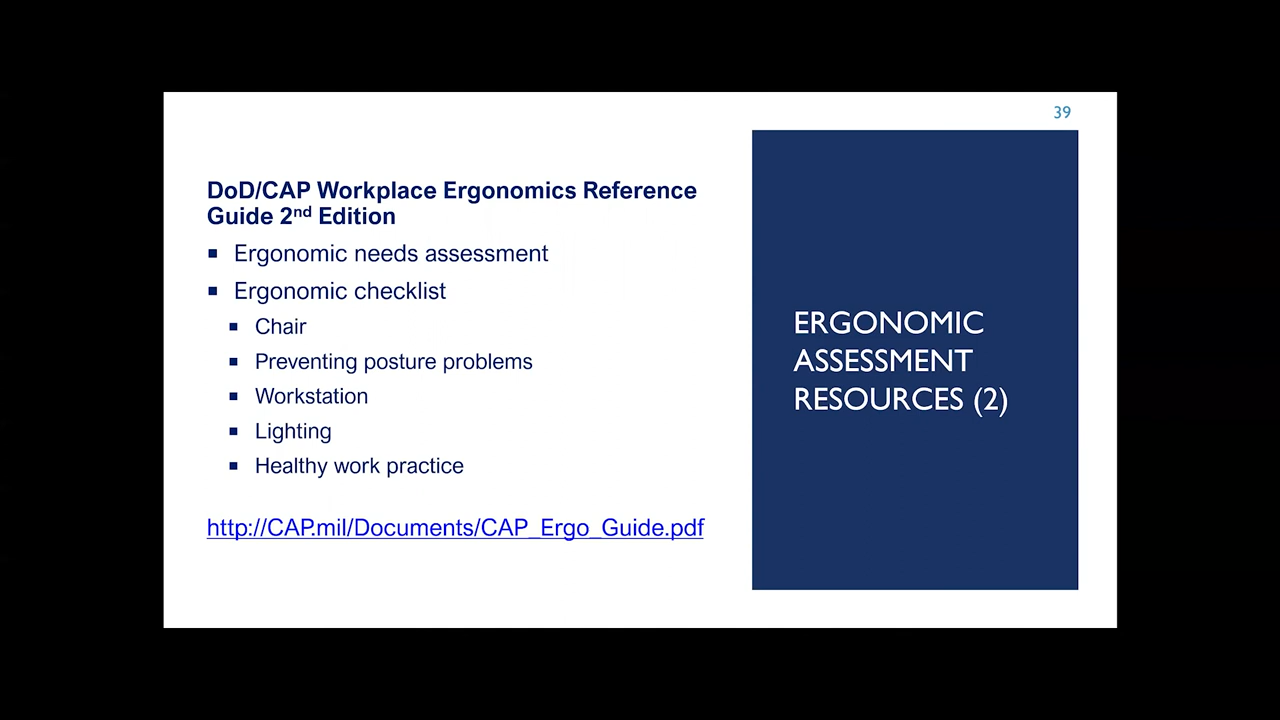 39
DoD/CAP Workplace Ergonomics Reference
Guide 2nd Edition
▪ Ergonomic needs assessment
▪ Ergonomic checklist
▪ Chair
▪ Preventing posture problems
▪ Workstation
▪ Lighting
▪ Healthy work practice
http://CAP.mil/Documents/CAP_Ergo_Guide.pdf
ERGONOMIC
ASSESSMENT
RESOURCES (2)